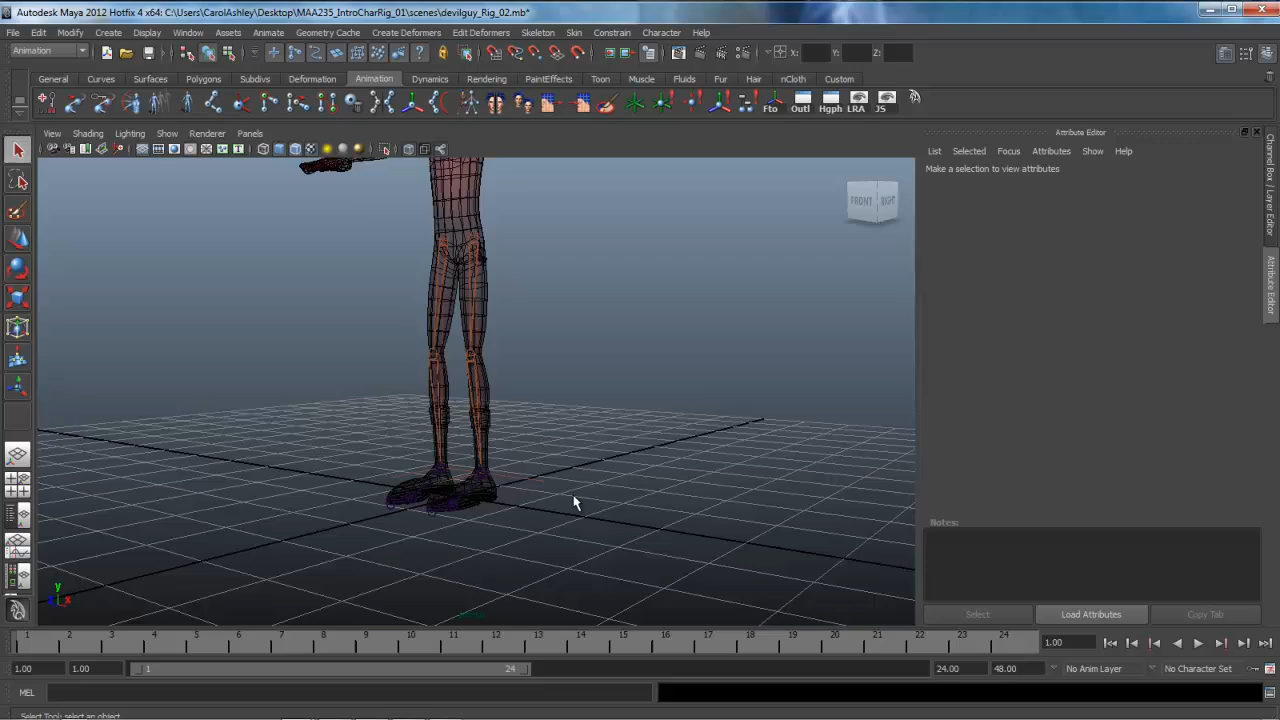 Autodesk Maya 2012 Hotfix 4 x64: C:\Users\CarolAshley\Desktop\MAA235_IntroCharRig_01\scenes\devilguy_Rig_02.mb*
File Edit Modify Create Display Window Assets Animate Geometry Cache Create Deformers Edit Deformers Skeleton Skin Constrain Character Help
Animation X: Y: Z:
General Curves Surfaces Polygons Subdivs Deformation Animation Dynamics Rendering PaintEffects Toon Muscle Fluids Fur Hair nCloth Custom
Fto Outl Hgph LRA JS
View Shading Lighting Show Renderer Panels
Attribute Editor
List Selected Focus Attributes Show Help
Make a selection to view attributes
Channel Box / Layer Editor
Attribute Editor
FRONT RIGHT
Notes:
y
x
Select Load Attributes Copy Tab
1 2 3 4 5 6 7 8 9 10 11 12 13 14 15 16 17 18 19 20 21 22 23 24 1.00
1.00 1.00 1 24 24.00 48.00 No Anim Layer No Character Set
MEL
Select Tool: select an object